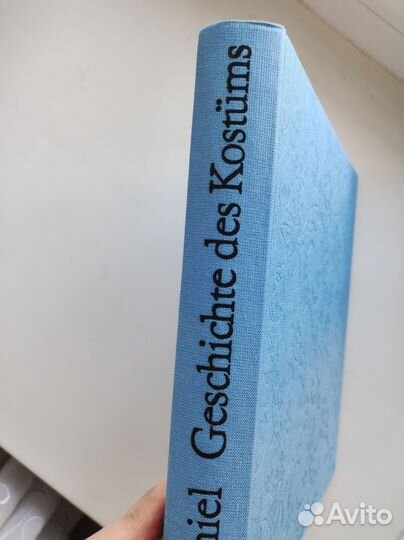 Geschichte des Kostüms
Avito